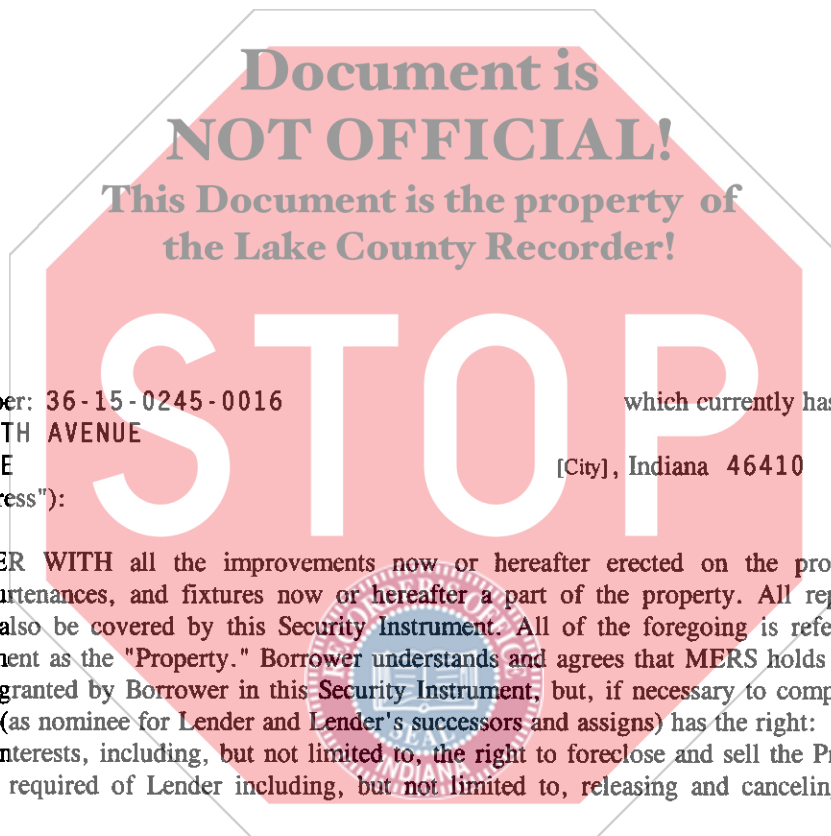 Document is
NOT OFFICIAL!
This Document is the property of
the Lake County Recorder!
STOP
ber: 36-15-0245-0016 which currently has
TH AVENUE
E [City], Indiana 46410
ress"):
ER WITH all the improvements now or hereafter erected on the pro
urtenances, and fixtures now or hereafter a part of the property. All rep
also be covered by this Security Instrument. All of the foregoing is refe
nent as the "Property." Borrower understands and agrees that MERS holds
granted by Borrower in this Security Instrument, but, if necessary to comp
(as nominee for Lender and Lender's successors and assigns) has the right:
nterests, including, but not limited to, the right to foreclose and sell the Pr
required of Lender including, but not limited to, releasing and cancelin
RECORDER'S OFFICE
SEAL
INDIANA